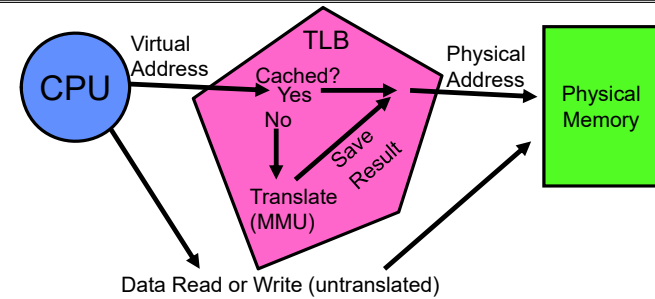 CPU
Virtual
Address
TLB
Cached?
Yes
No
Save
Result
Translate
(MMU)
Physical
Address
Physical
Memory
Data Read or Write (untranslated)